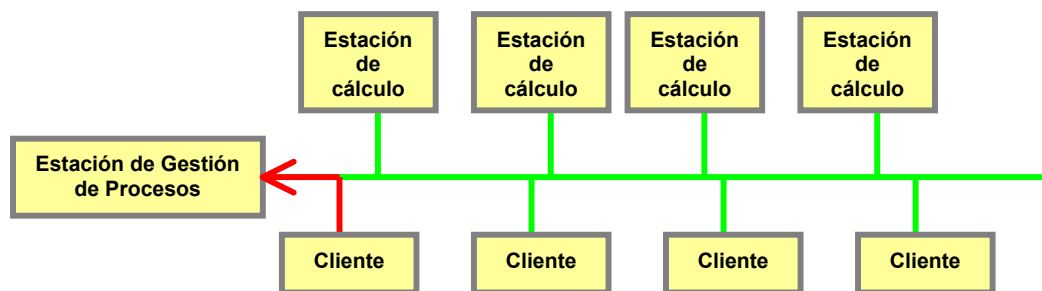 Estación
de
cálculo
Estación
de
cálculo
Estación
de
cálculo
Estación
de
cálculo
Estación de Gestión
de Procesos
Cliente
Cliente
Cliente
Cliente